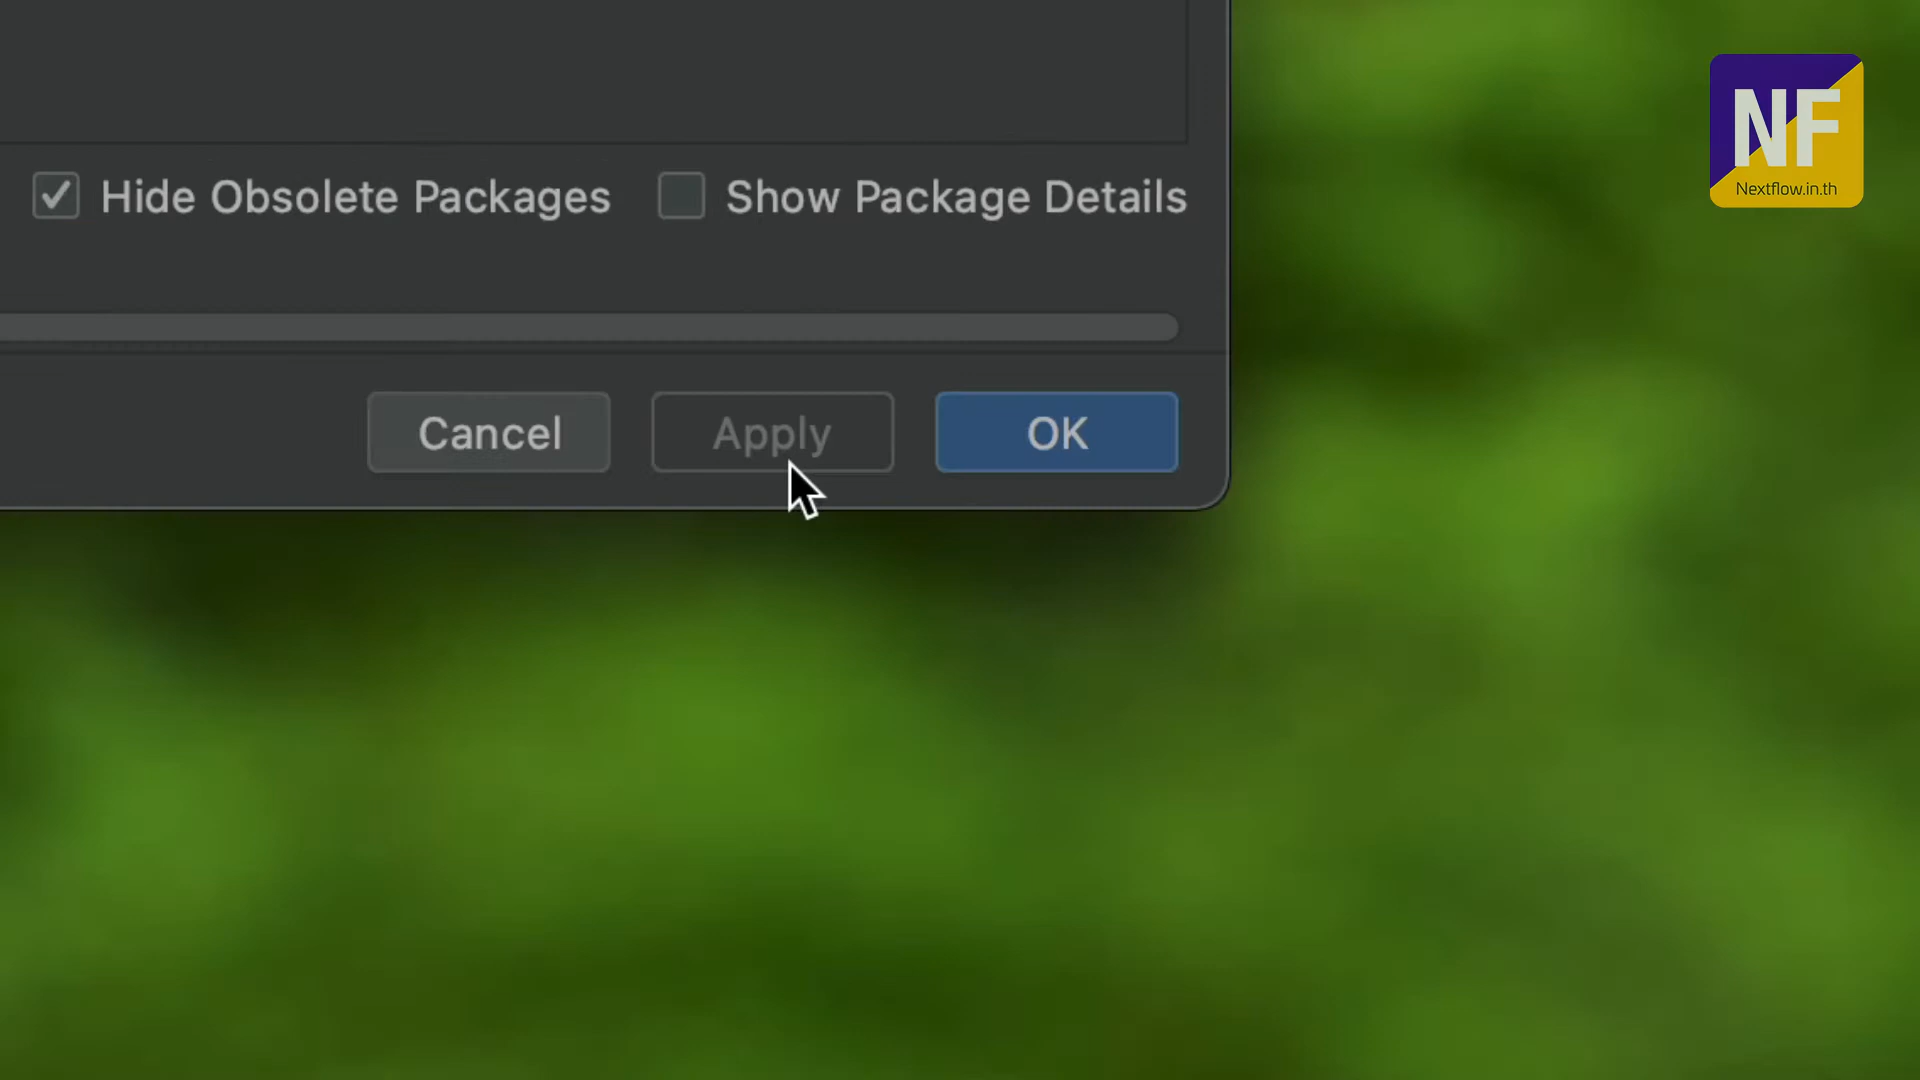 NF
Nextflow.in.th
Hide Obsolete Packages
Show Package Details
Cancel
Apply
OK